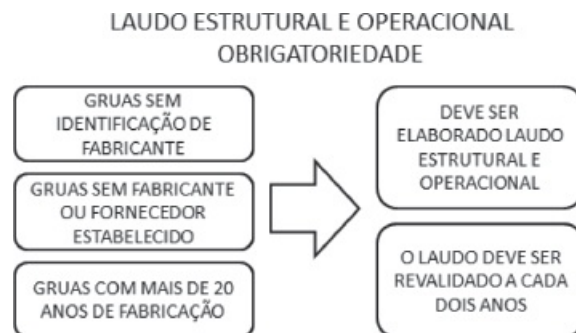 LAUDO ESTRUTURAL E OPERACIONAL
OBRIGATORIEDADE
GRUAS SEM
IDENTIFICAÇÃO DE
FABRICANTE
GRUAS SEM FABRICANTE
OU FORNECEDOR
ESTABELECIDO
GRUAS COM MAIS DE 20
ANOS DE FABRICAÇÃO
DEVE SER
ELABORADO LAUDO
ESTRUTURAL E
OPERACIONAL
O LAUDO DEVE SER
REVALIDADO A CADA
DOIS ANOS